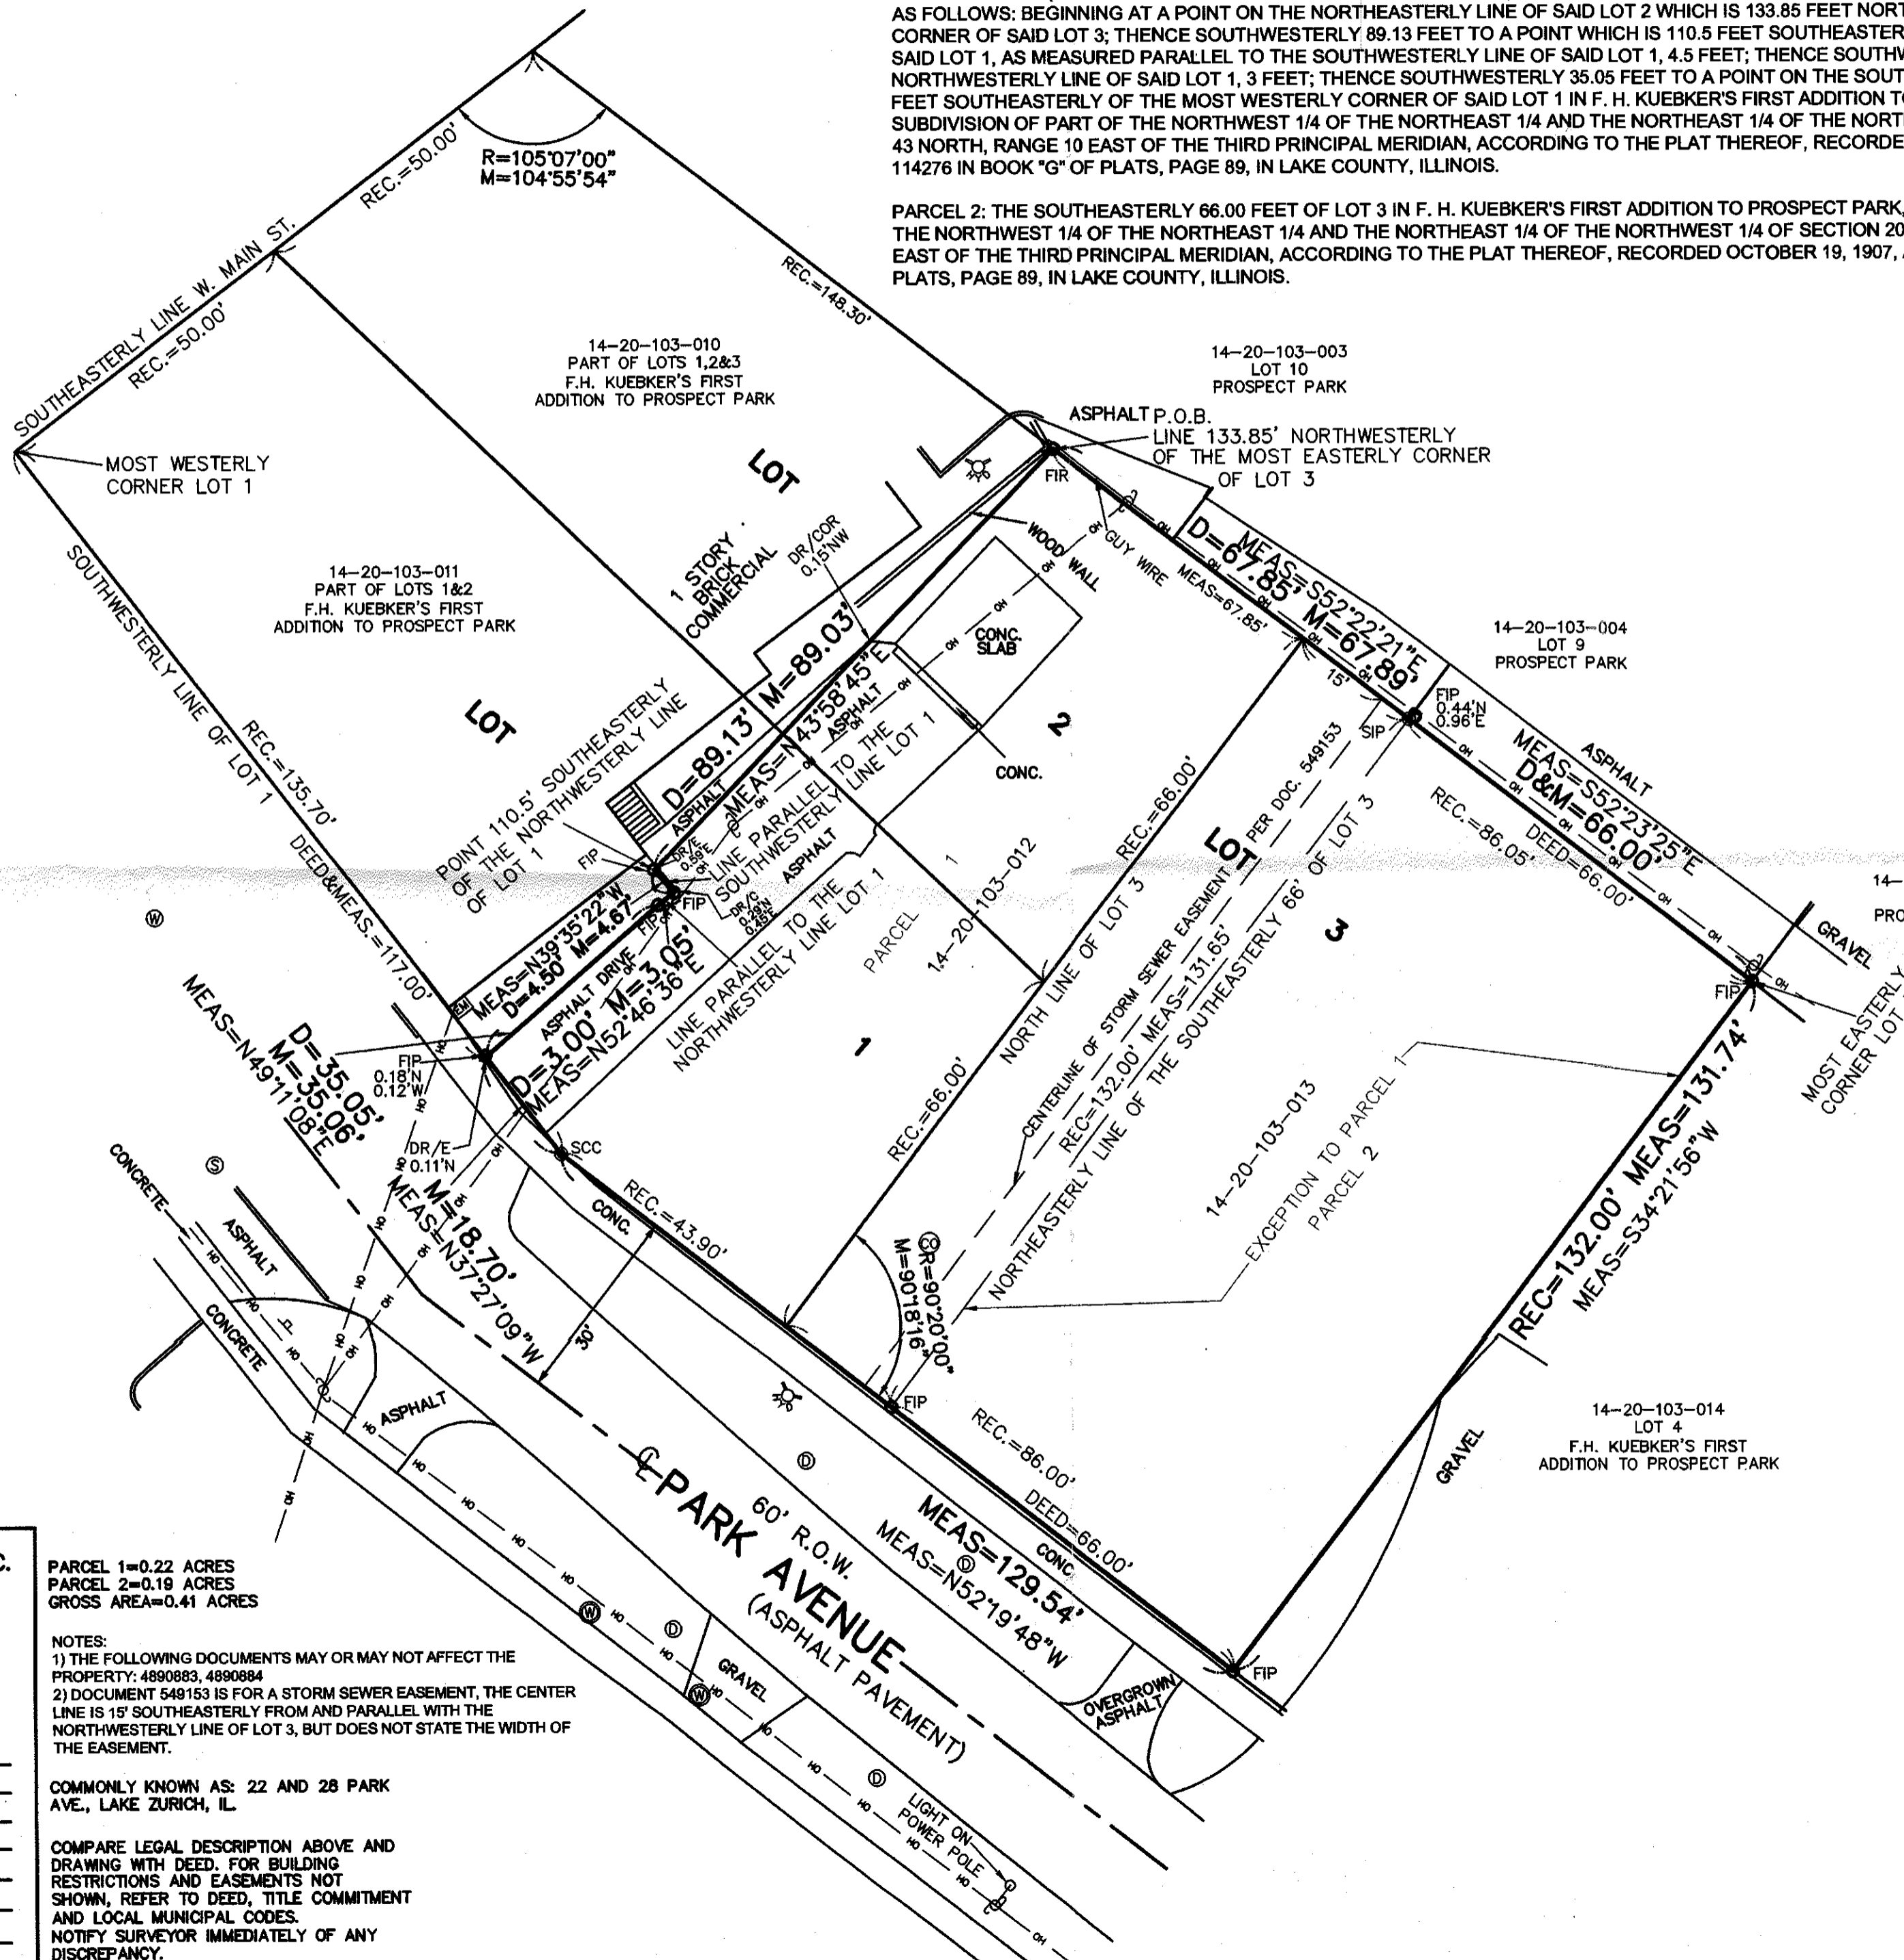 AS FOLLOWS: BEGINNING AT A POINT ON THE NORTHEASTERLY LINE OF SAID LOT 2 WHICH IS 133.85 FEET NORT
CORNER OF SAID LOT 3; THENCE SOUTHWESTERLY 89.13 FEET TO A POINT WHICH IS 110.5 FEET SOUTHEASTER
SAID LOT 1, AS MEASURED PARALLEL TO THE SOUTHWESTERLY LINE OF SAID LOT 1, 4.5 FEET; THENCE SOUTHW
NORTHWESTERLY LINE OF SAID LOT 1, 3 FEET; THENCE SOUTHWESTERLY 35.05 FEET TO A POINT ON THE SOUT
FEET SOUTHEASTERLY OF THE MOST WESTERLY CORNER OF SAID LOT 1 IN F. H. KUEBKER'S FIRST ADDITION T
SUBDIVISION OF PART OF THE NORTHWEST 1/4 OF THE NORTHEAST 1/4 AND THE NORTHEAST 1/4 OF THE NORT
43 NORTH, RANGE 10 EAST OF THE THIRD PRINCIPAL MERIDIAN, ACCORDING TO THE PLAT THEREOF, RECORDE
114276 IN BOOK "G" OF PLATS, PAGE 89, IN LAKE COUNTY, ILLINOIS.
PARCEL 2: THE SOUTHEASTERLY 66.00 FEET OF LOT 3 IN F. H. KUEBKER'S FIRST ADDITION TO PROSPECT PARK,
THE NORTHWEST 1/4 OF THE NORTHEAST 1/4 AND THE NORTHEAST 1/4 OF THE NORTHWEST 1/4 OF SECTION 20
EAST OF THE THIRD PRINCIPAL MERIDIAN, ACCORDING TO THE PLAT THEREOF, RECORDED OCTOBER 19, 1907,
PLATS, PAGE 89, IN LAKE COUNTY, ILLINOIS.
R=105°07'00"
M=104°55'54"
REC.=50.00'
SOUTHEASTERLY LINE W. MAIN ST.
REC.=50.00'
REC.=148.30'
14-20-103-010
PART OF LOTS 1,2&3
F.H. KUEBKER'S FIRST
ADDITION TO PROSPECT PARK
14-20-103-003
LOT 10
PROSPECT PARK
ASPHALT
P.O.B.
LINE 133.85' NORTHWESTERLY
OF THE MOST EASTERLY CORNER
OF LOT 3
FIR
MOST WESTERLY
CORNER LOT 1
LOT
1 STORY
BRICK
COMMERCIAL
DR/COR
0.15'NW
WOOD WALL
GUY WIRE
OH
MEAS=S52°22'21"E
D=67.85' M=67.89'
MEAS=67.85'
15'
14-20-103-011
PART OF LOTS 1&2
F.H. KUEBKER'S FIRST
ADDITION TO PROSPECT PARK
14-20-103-004
LOT 9
PROSPECT PARK
CONC.
SLAB
SOUTHWESTERLY LINE OF LOT 1
REC.=135.70'
DEED&MEAS.=117.00'
LOT
D=89.13' M=89.03'
MEAS=N43°58'45"E
ASPHALT
ASPHALT
ASPHALT
2
CONC.
FIP
0.44'N
0.96'E
SIP
MEAS=S52°23'25"E
D&M=66.00'
ASPHALT
REC.=86.05'
DEED=66.00'
POINT 110.5' SOUTHEASTERLY
OF THE NORTHWESTERLY LINE
OF LOT 1
LINE PARALLEL TO THE
SOUTHWESTERLY LINE LOT 1
FIP
DR/E
0.59'E
DR/C
0.29'N
0.45'E
FIP
FIP
LINE PARALLEL TO THE
NORTHWESTERLY LINE LOT 1
PARCEL 1
14-20-103-012
REC.=66.00'
NORTH LINE OF LOT 3
REC.=66.00'
LOT
3
CENTERLINE OF STORM SEWER EASEMENT PER DOC. 549153
REC=132.00' MEAS=131.65'
NORTHEASTERLY LINE OF THE SOUTHEASTERLY 66' OF LOT 3
14-
PRO
GRAVEL
FIP
MOST EASTERLY
CORNER LOT
W
MEAS=N39°35'22"W
D=4.50' M=4.67'
EM
ASPHALT DRIVE
D=3.00' M=3.05'
MEAS=N52°46'36"E
1
D=35.05'
M=35.06'
MEAS=N49°11'08"E
FIP
0.18'N
0.12'W
DR/E
0.11'N
SCC
14-20-103-013
EXCEPTION TO PARCEL 1
PARCEL 2
REC=132.00' MEAS=131.74'
MEAS=S34°21'56"W
S
CONCRETE
ASPHALT
CONCRETE
M=18.70'
MEAS=N37°27'09"W
CONC.
REC.=43.90'
30'
CO
R=90°20'00"
M=90°18'16"
FIP
ASPHALT
D
REC.=86.00'
DEED=66.00'
CONC.
MEAS=129.54'
MEAS=N52°19'48"W
D
14-20-103-014
LOT 4
F.H. KUEBKER'S FIRST
ADDITION TO PROSPECT PARK
GRAVEL
FIP
CL PARK AVENUE
60' R.O.W.
(ASPHALT PAVEMENT)
OVERGROWN
ASPHALT
W
D
GRAVEL
W
D
LIGHT ON
POWER POLE
C.
PARCEL 1=0.22 ACRES
PARCEL 2=0.19 ACRES
GROSS AREA=0.41 ACRES
NOTES:
1) THE FOLLOWING DOCUMENTS MAY OR MAY NOT AFFECT THE
PROPERTY: 4890883, 4890884
2) DOCUMENT 549153 IS FOR A STORM SEWER EASEMENT, THE CENTER
LINE IS 15' SOUTHEASTERLY FROM AND PARALLEL WITH THE
NORTHWESTERLY LINE OF LOT 3, BUT DOES NOT STATE THE WIDTH OF
THE EASEMENT.
COMMONLY KNOWN AS: 22 AND 28 PARK
AVE., LAKE ZURICH, IL
COMPARE LEGAL DESCRIPTION ABOVE AND
DRAWING WITH DEED. FOR BUILDING
RESTRICTIONS AND EASEMENTS NOT
SHOWN, REFER TO DEED, TITLE COMMITMENT
AND LOCAL MUNICIPAL CODES.
NOTIFY SURVEYOR IMMEDIATELY OF ANY
DISCREPANCY.